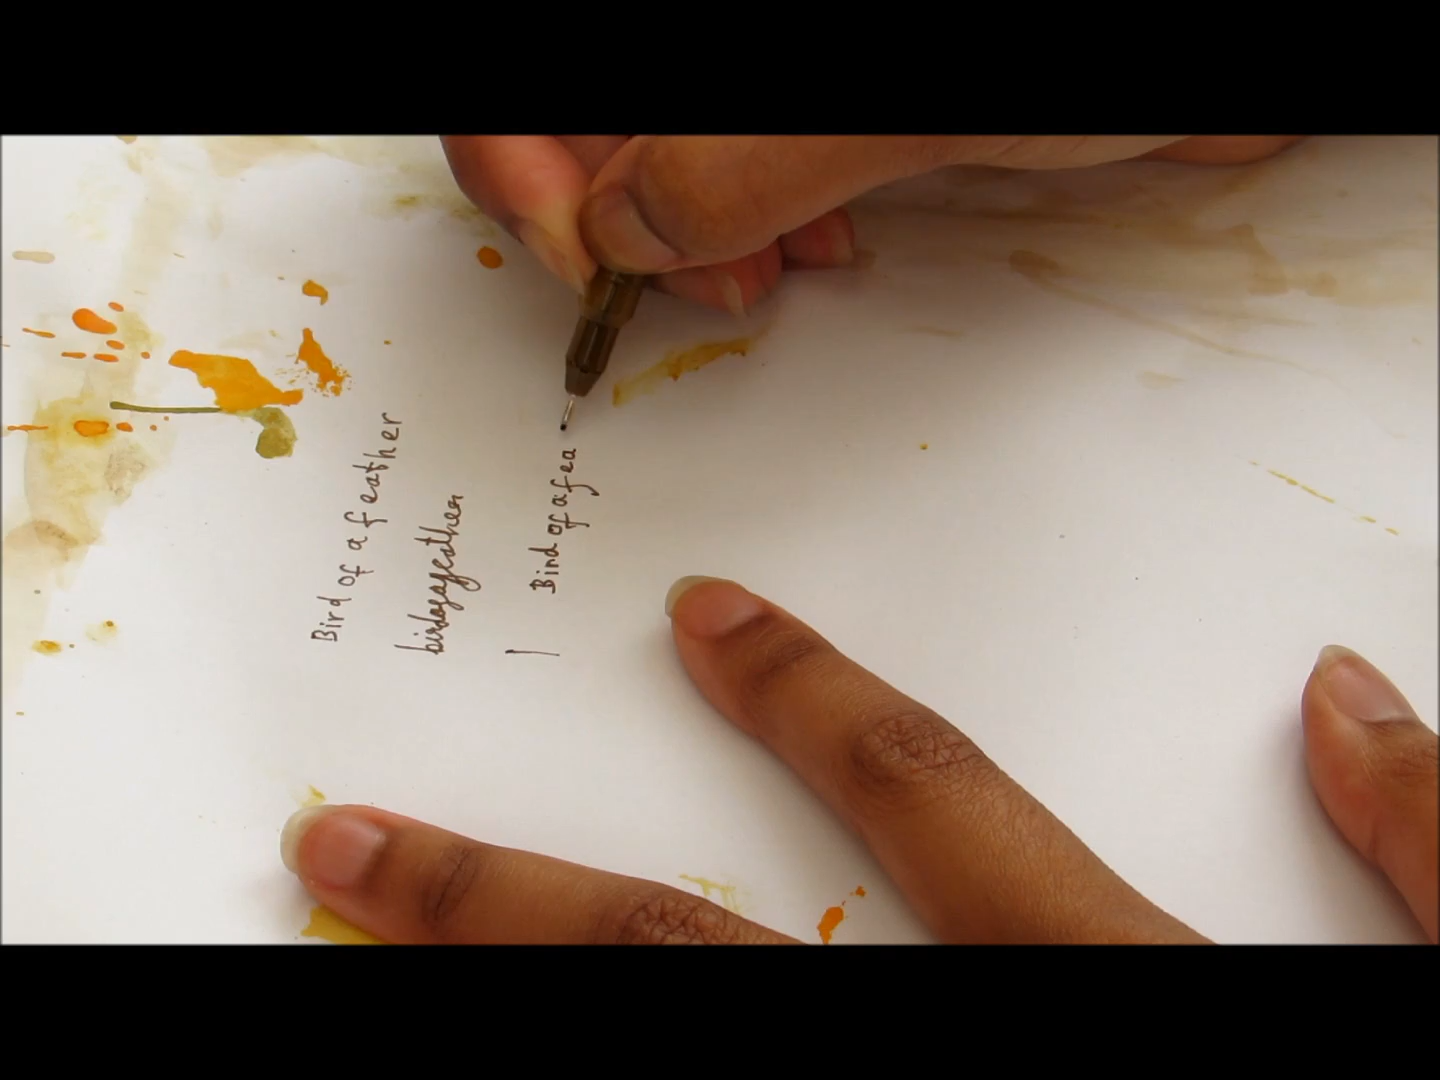 Bird of a feather
birdofafeather
Bird of a fea